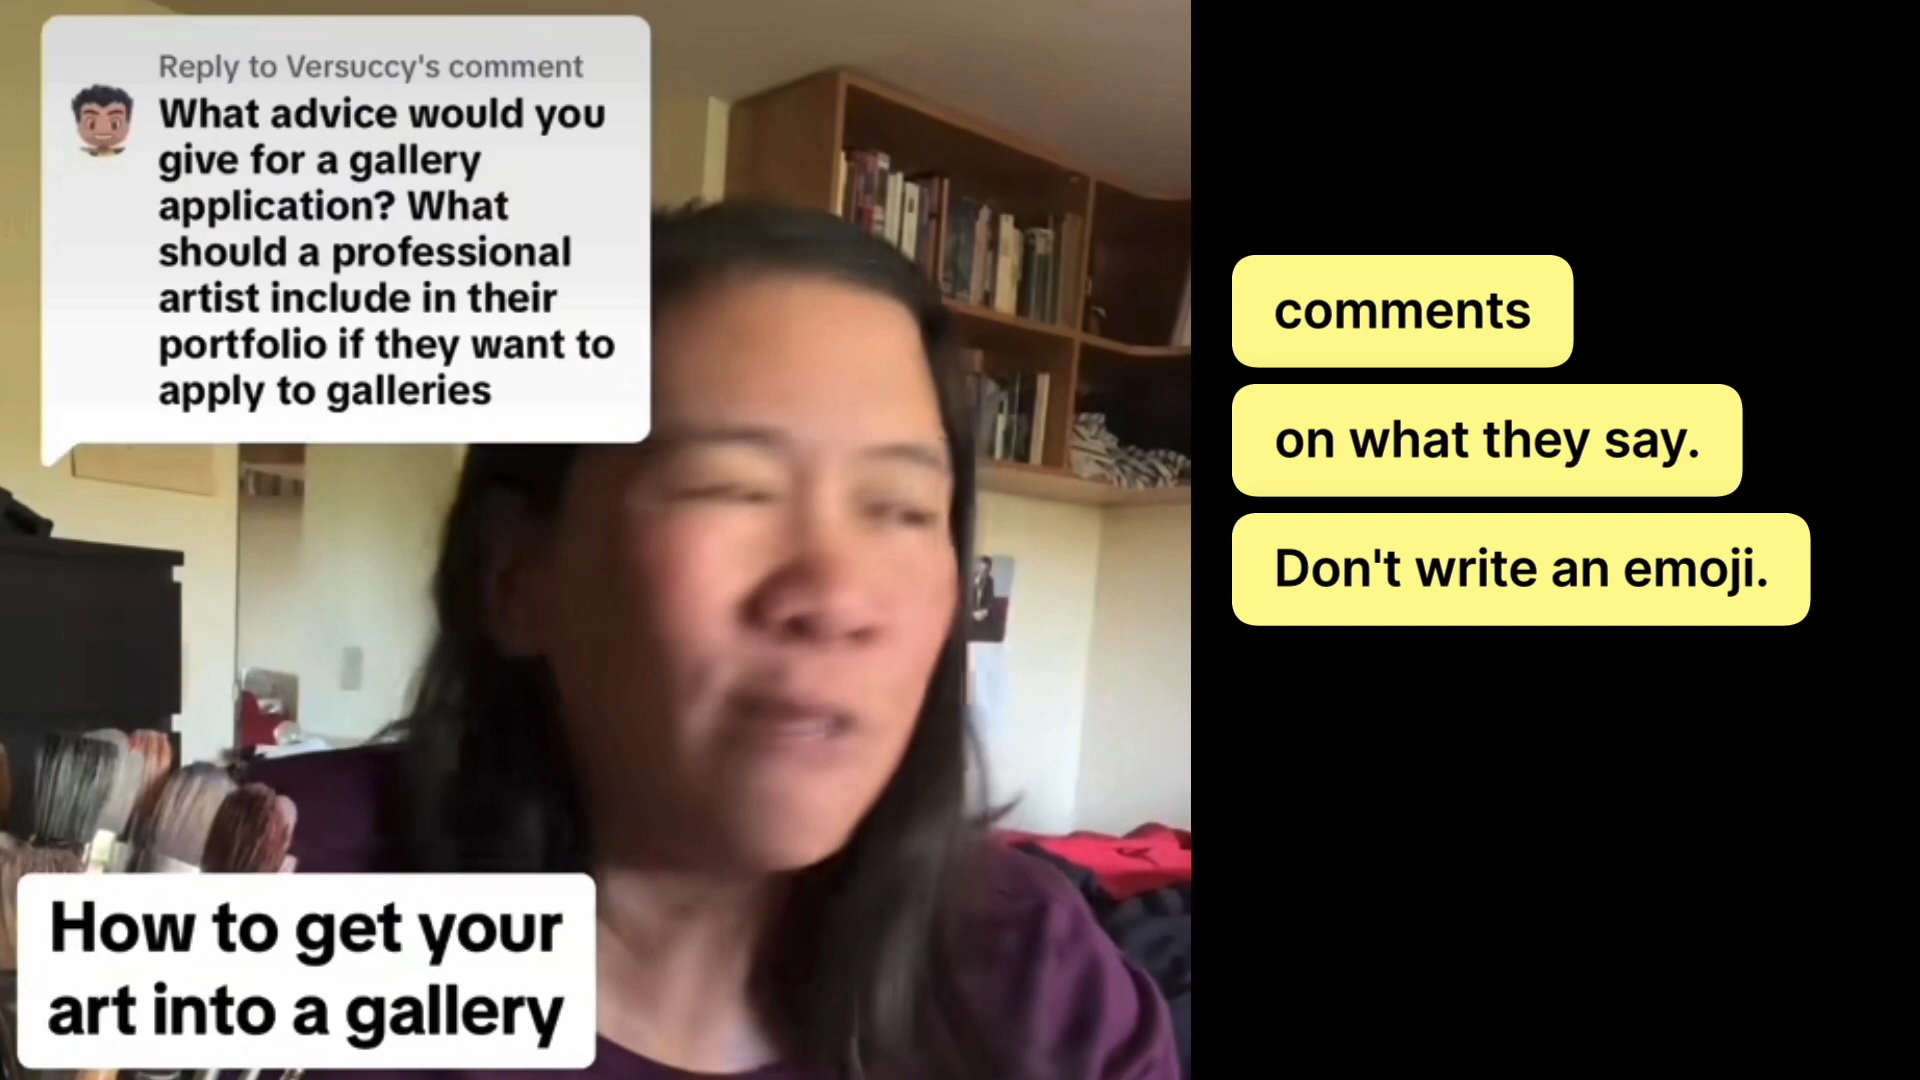 Reply to Versuccy's comment
What advice would you
give for a gallery
application? What
should a professional
artist include in their
portfolio if they want to
apply to galleries
How to get your
art into a gallery
comments
on what they say.
Don't write an emoji.